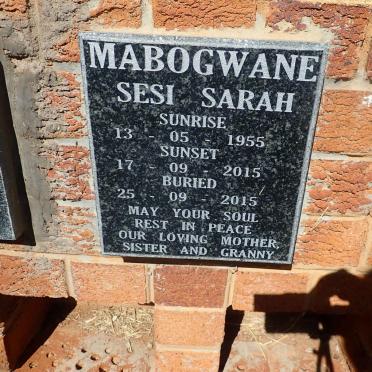 MABOGWANE
SESI SARAH
SUNRISE
13 - 05 - 1955
SUNSET
17 - 09 - 2015
BURIED
25 - 09 - 2015
MAY YOUR SOUL
REST IN PEACE
OUR LOVING MOTHER,
SISTER AND GRANNY